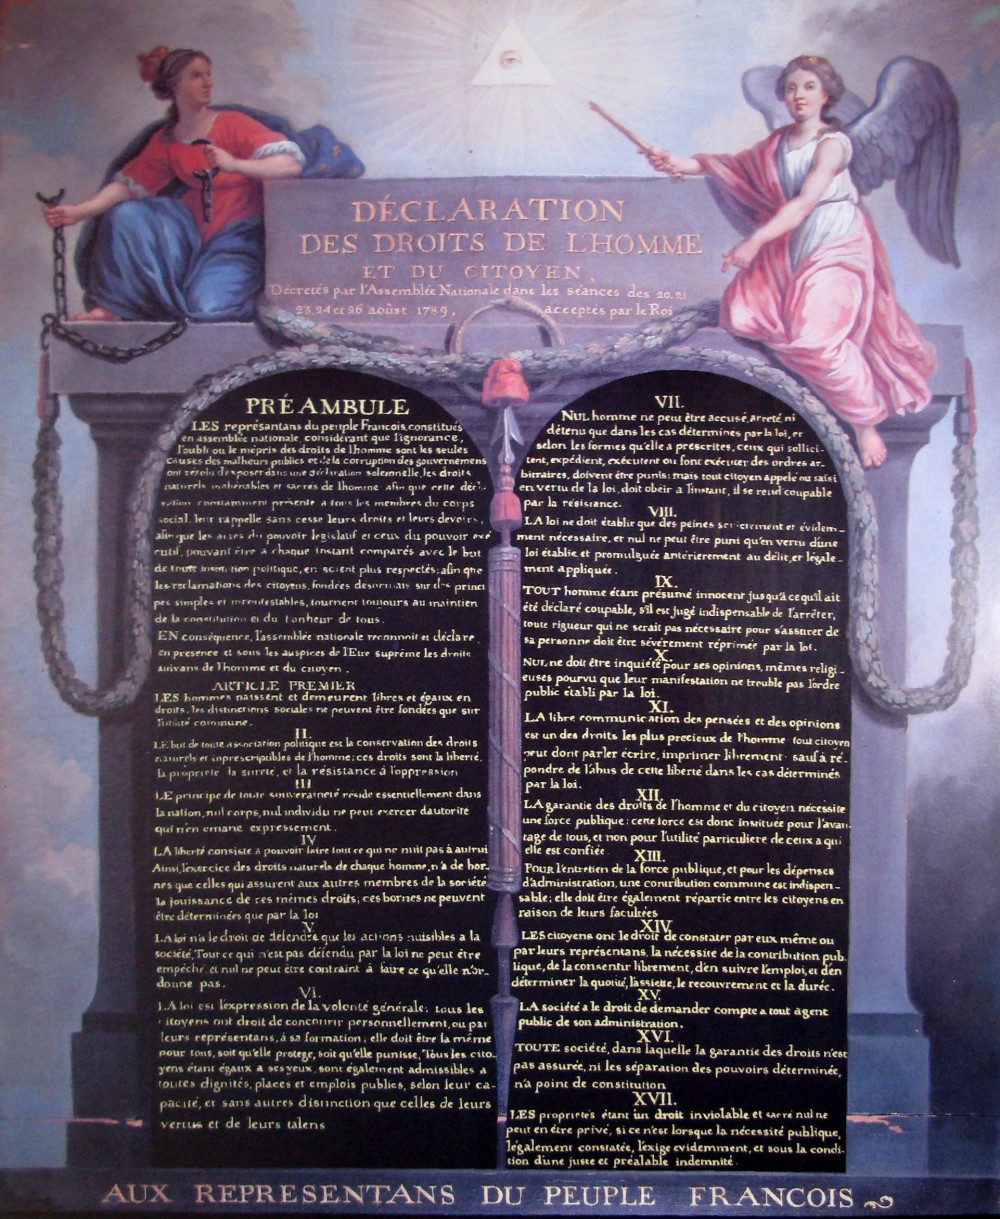 DÉCLARATION
DES DROITS DE L'HOMME
ET DU CITOYEN,
Décretés par l'Assemblée Nationale dans les séances des 20. 21
23. 24 et 26 aoûst 1789, acceptés par le Roi
PRÉAMBULE
LES représantans du peuple Francois, constitués
en assemblée nationale, considérant que l'ignorance,
l'oubli ou le mépris des droits de l'homme sont les seules
causes des malheurs publics et de la corruption des gouvernemens
ont résolu d'exposer dans une déclaration solemnelle, les droits
naturels inaliénables et sacrés de l'homme: afin que cette décl-
ration constamment présente a tous les membres du corps
social, leur rappelle sans cesse leurs droits et leurs devoirs,
afin que les actes du pouvoir législatif et ceux du pouvoir exé
cutif, pouvant être a chaque instant comparés avec le but
de toute institution politique, en soient plus respectés; afin que
les reclamations des citoyens, fondées desormais sur des princi
pes simples et incontestables, tournent toujours au maintien
de la constitution et du bonheur de tous.
EN conséquence, l'assemblée nationale reconnoit et déclare,
en presence et sous les auspices de l'Etre suprême les droits
suivans de l'homme et du citoyen.
ARTICLE PREMIER
LES hommes naissent et demeurent libres et égaux en
droits, les distinctions sociales ne peuvent être fondées que sur
l'utilité commune.
II.
LE but de toute association politique est la conservation des droits
naturels et inprescriptibles de l'homme; ces droits sont la liberté,
la propriété, la sureté, et la résistance à l'oppression
III
LE principe de toute souveraineté réside essentiellement dans
la nation, nul corps, nul individu ne peut exercer d'autorité
qui n'en emane expressement.
IV
LA liberté consiste a pouvoir faire tout ce qui ne nuit pas à autrui
Ainsi, l'exercice des droits naturels de chaque homme, n'a de bor-
nes que celles qui assurent aux autres membres de la société
la jouissance de ces mêmes droits; ces bornes ne peuvent
être déterminées que par la loi
V.
LA loi n'a le droit de défendre que les actions nuisibles a la
société. Tout ce qui n'est pas défendu par la loi ne peut être
empêché, et nul ne peut être contraint à faire ce qu'elle n'or-
donne pas.
VI.
LA loi est l'expression de la volonté générale; tous les
citoyens ont droit de concourir personnellement, ou par
leurs représentans, à sa formation; elle doit être la même
pour tous, soit qu'elle protege, soit qu'elle punisse, Tous les cito-
yens étant égaux à ses yeux, sont également admissibles a
toutes dignités, places et emplois publics, selon leur ca-
pacité, et sans autres distinction que celles de leurs
vertus et de leurs talens
VII.
NUL homme ne peut être accusé, arreté, ni
détenu que dans les cas déterminés par la loi, et
selon les formes qu'elle a prescrites, ceux qui sollici-
tent, expédient, exécutent ou font exécuter des ordres ar-
bitraires, doivent être punis; mais tout citoyen appelé ou saisi
en vertu de la loi, doit obéir a l'instant, il se rend coupable
par la résistance.
VIII.
LA loi ne doit établir que des peines strictement et évidem-
ment nécessaire, et nul ne peut être puni qu'en vertu d'une
loi établie et promulguée antérierement au délit, et légale-
ment appliquée.
IX.
TOUT homme étant présumé innocent jusqu'à ce qu'il ait
été déclaré coupable, s'il est jugé indispensable de l'arrêter,
toute rigueur qui ne serait pas nécessaire pour s'assurer de
sa personne doit être sévérement réprimée par la loi.
X.
NUL ne doit être inquiété pour ses opinions, mêmes religi-
euses pourvu que leur manifestation ne trouble pas l'ordre
public établi par la loi.
XI.
LA libre communication des pensées et des opinions
est un des droits les plus precieux de l'homme tout citoyen
peut donc parler écrire, imprimer librement sauf à ré-
pondre de l'abus de cette liberté dans les cas déterminés
par la loi.
XII.
LA garantie des droits de l'homme et du citoyen nécessite
une force publique: cette force est donc instituée pour l'avan-
tage de tous, et non pour l'utilité particuliere de ceux a qui
elle est confiée
XIII.
Pour l'entretien de la force publique, et pour les dépenses
d'administration, une contribution commune est indispen-
sable; elle doit être également répartie entre les citoyens en
raison de leurs facultées
XIV.
LES citoyens ont le droit de constater par eux même ou
par leurs représentans, la nécessité de la contribution pub-
lique, de la consentir librement, d'en suivre l'emploi, et d'en
déterminer la quotité, l'assiette, le recouvrement et la durée.
XV.
LA société a le droit de demander compte a tout agent
public de son administration.
XVI.
TOUTE société, dans laquelle la garantie des droits n'est
pas assurée, ni les séparation des pouvoirs déterminée,
n'a point de constitution
XVII.
LES proprietés étant un droit inviolable et sacré nul ne
peut en être privé, si ce n'est lorsque la nécessité publique,
légalement constatée, l'exige evidemment, et sous la condi-
tion d'une juste et préalable indemnité.
AUX REPRESENTANS DU PEUPLE FRANCOIS